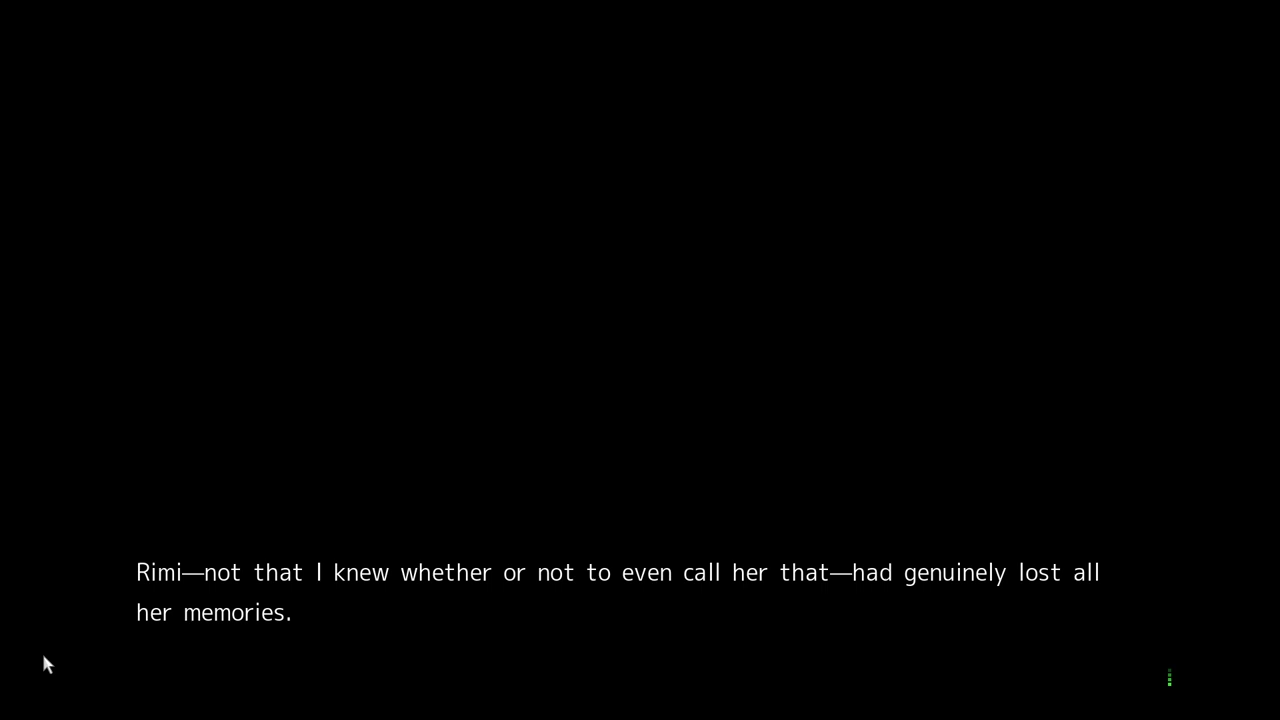 Rimi—not that I knew whether or not to even call her that—had genuinely lost all
her memories.